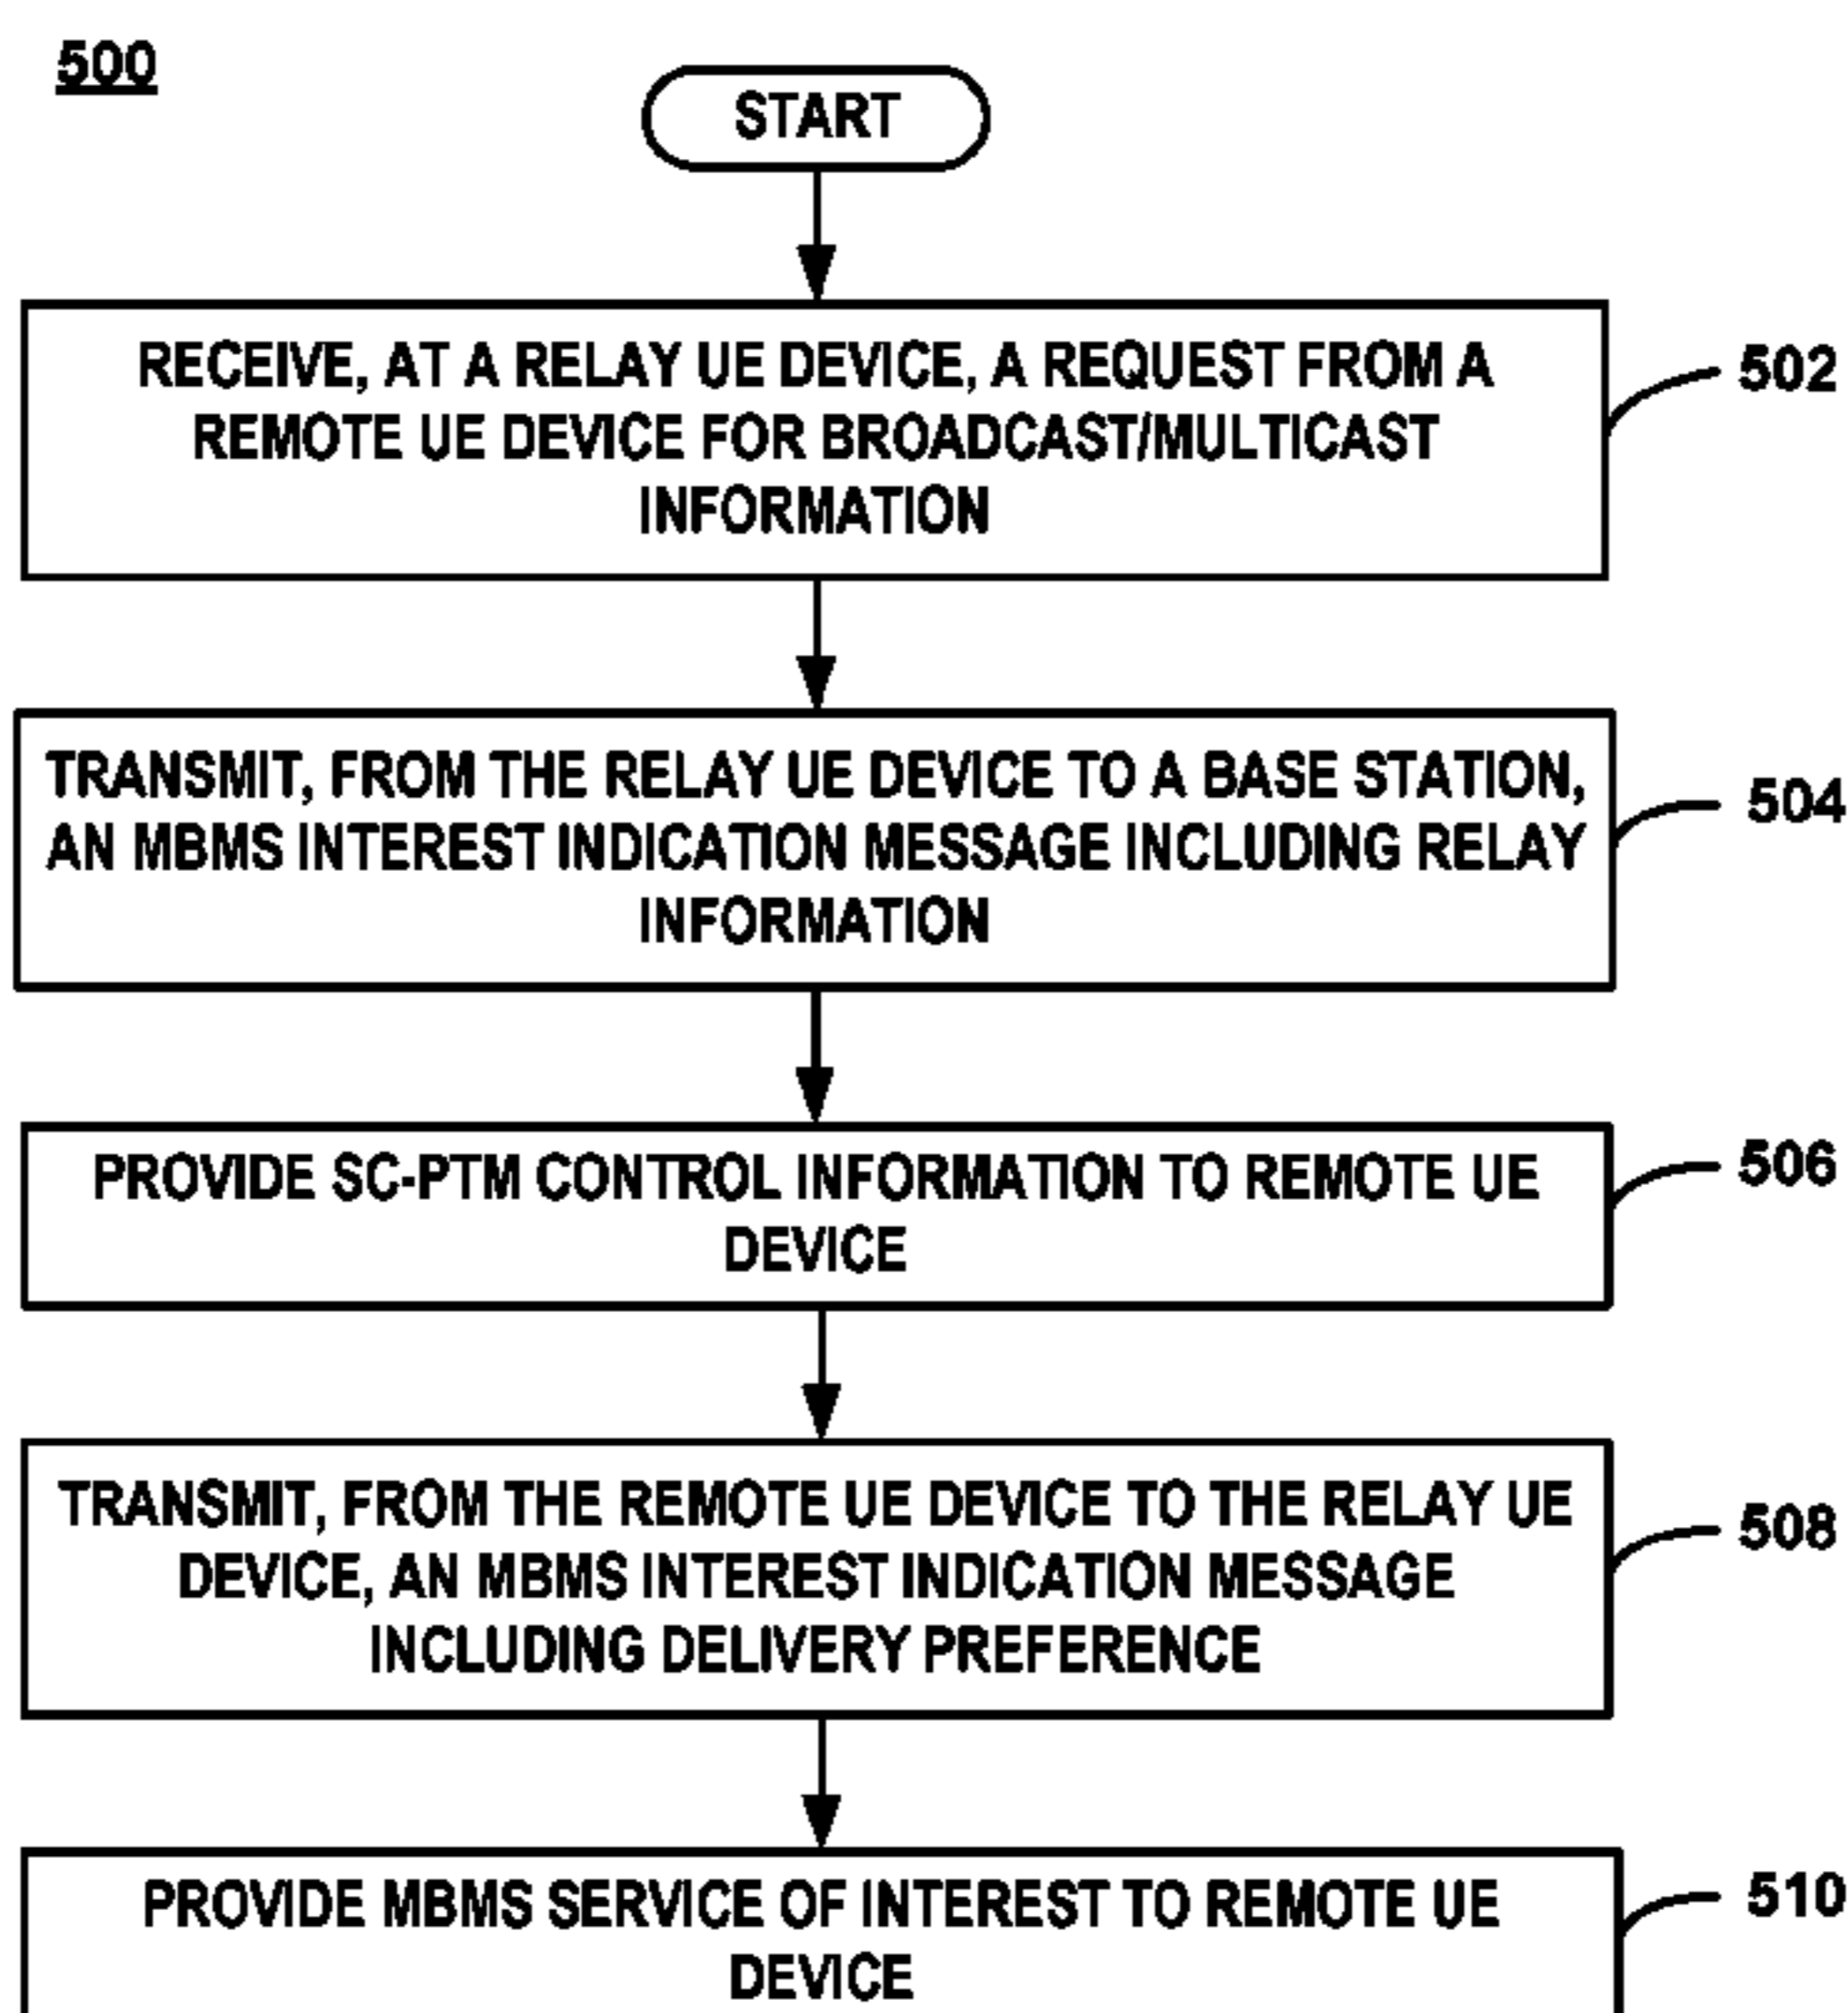 500
START
RECEIVE, AT A RELAY UE DEVICE, A REQUEST FROM A
REMOTE UE DEVICE FOR BROADCAST/MULTICAST
INFORMATION
502
TRANSMIT, FROM THE RELAY UE DEVICE TO A BASE STATION,
AN MBMS INTEREST INDICATION MESSAGE INCLUDING RELAY
INFORMATION
504
PROVIDE SC-PTM CONTROL INFORMATION TO REMOTE UE
DEVICE
506
TRANSMIT, FROM THE REMOTE UE DEVICE TO THE RELAY UE
DEVICE, AN MBMS INTEREST INDICATION MESSAGE
INCLUDING DELIVERY PREFERENCE
508
PROVIDE MBMS SERVICE OF INTEREST TO REMOTE UE
DEVICE
510